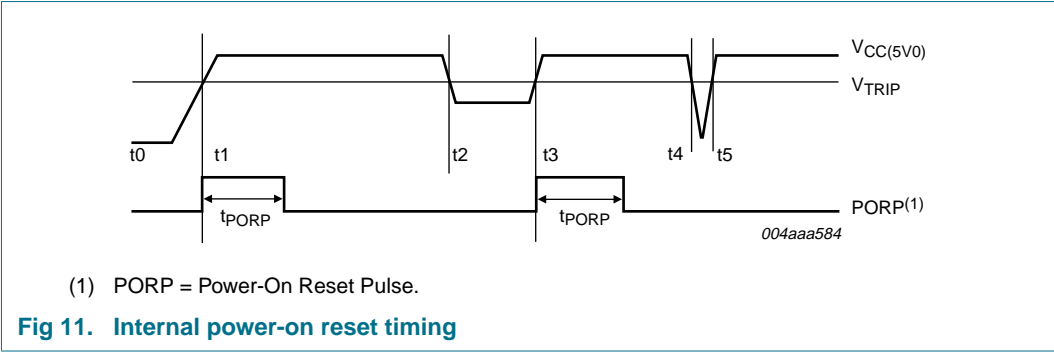 VCC(5V0)
VTRIP
t0 t1 t2 t3 t4 t5
tPORP tPORP PORP(1)
004aaa584
(1) PORP = Power-On Reset Pulse.
Fig 11. Internal power-on reset timing